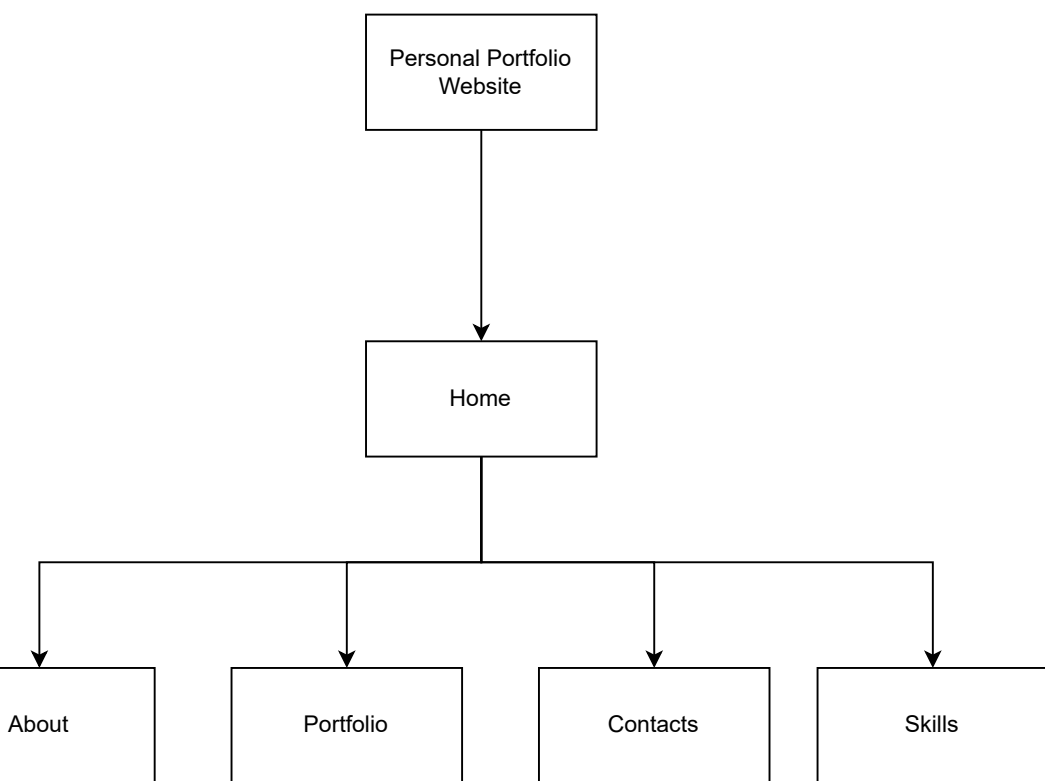 Personal Portfolio
Website
Home
About
Portfolio
Contacts
Skills